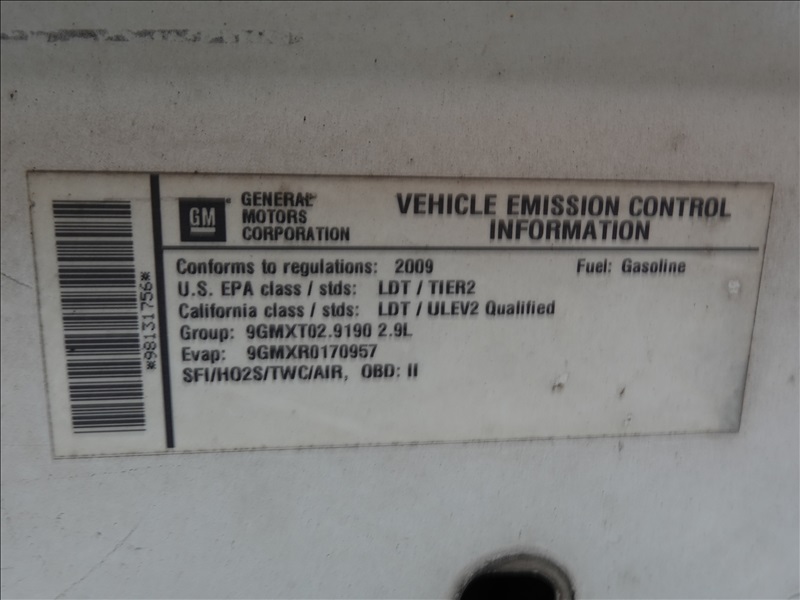 GM
GENERAL
MOTORS
CORPORATION
VEHICLE EMISSION CONTROL
INFORMATION
Conforms to regulations: 2009 Fuel: Gasoline
U.S. EPA class / stds: LDT / TIER2
California class / stds: LDT / ULEV2 Qualified
Group: 9GMXT02.9190 2.9L
Evap: 9GMXR0170957
SFI/HO2S/TWC/AIR, OBD: II
*98131756*